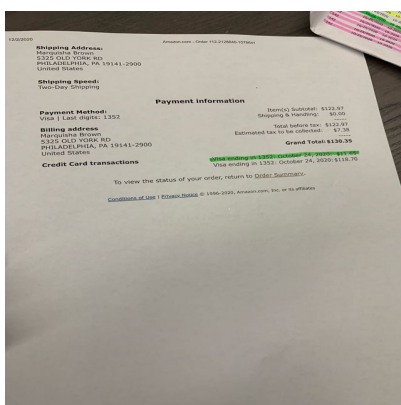 12/2/2020
Amazon.com - Order
Shipping Address:
Marquisha Brown
5325 OLD YORK RD
PHILADELPHIA, PA 19141-2900
United States
Shipping Speed:
Two-Day Shipping
Payment information
Payment Method:
Visa | Last digits: 1352
Item(s) Subtotal: $122.97
Shipping & Handling: $0.00
-----
Billing address
Marquisha Brown
5325 OLD YORK RD
PHILADELPHIA, PA 19141-2900
United States
Total before tax: $122.97
Estimated tax to be collected: $7.38
-----
Grand Total: $130.35
Credit Card transactions
Visa ending in 1352: October 24, 2020:
Visa ending in 1352: October 24, 2020: $118.70
To view the status of your order, return to Order Summary.
Conditions of Use | Privacy Notice © 1996-2020, Amazon.com, Inc. or its affiliates